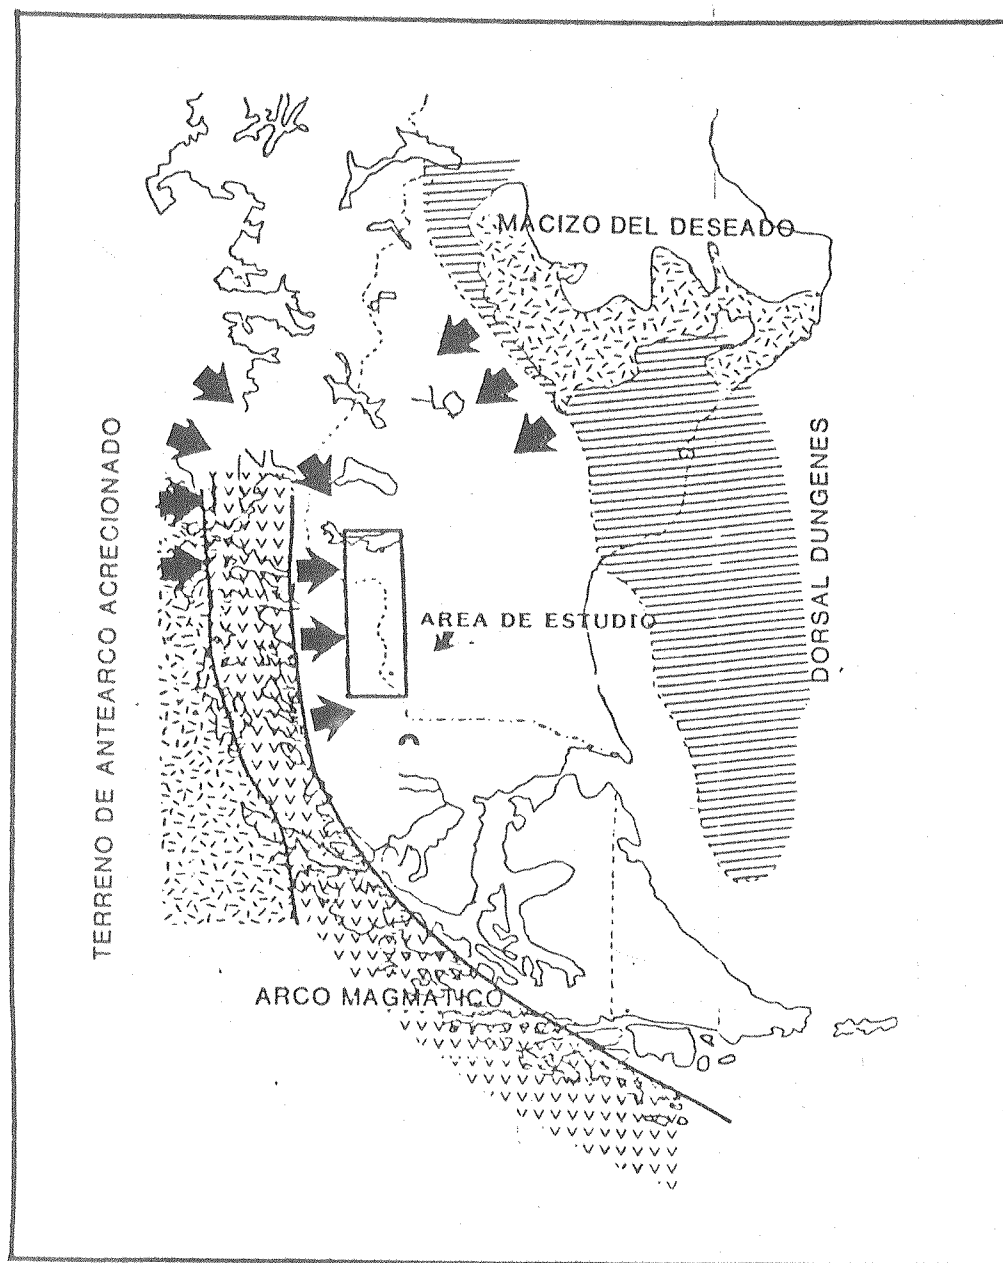 MACIZO DEL DESEADO
TERRENO DE ANTEARCO ACRECIONADO
DORSAL DUNGENES
AREA DE ESTUDIO
ARCO MAGMATICO